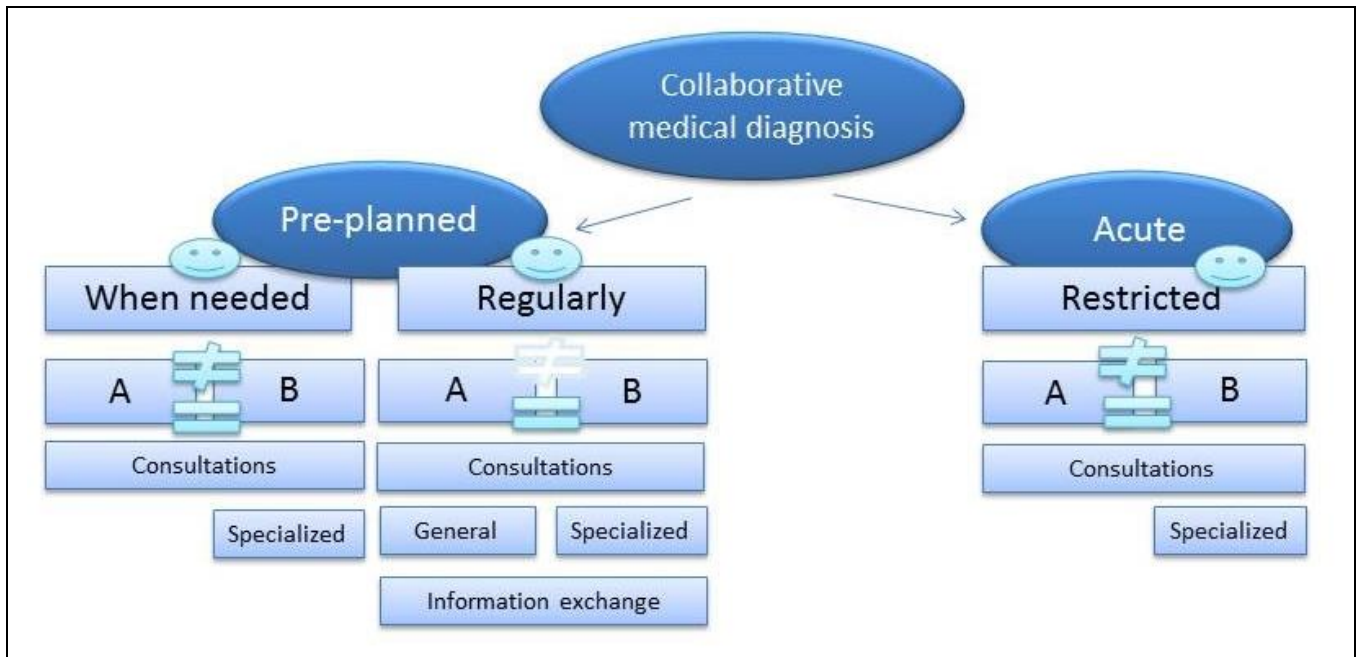 Collaborative
medical diagnosis
Pre-planned
Acute
When needed
Regularly
Restricted
A ≠ B
=
A ≠ B
=
A ≠ B
=
Consultations
Consultations
Consultations
Specialized
General
Specialized
Specialized
Information exchange